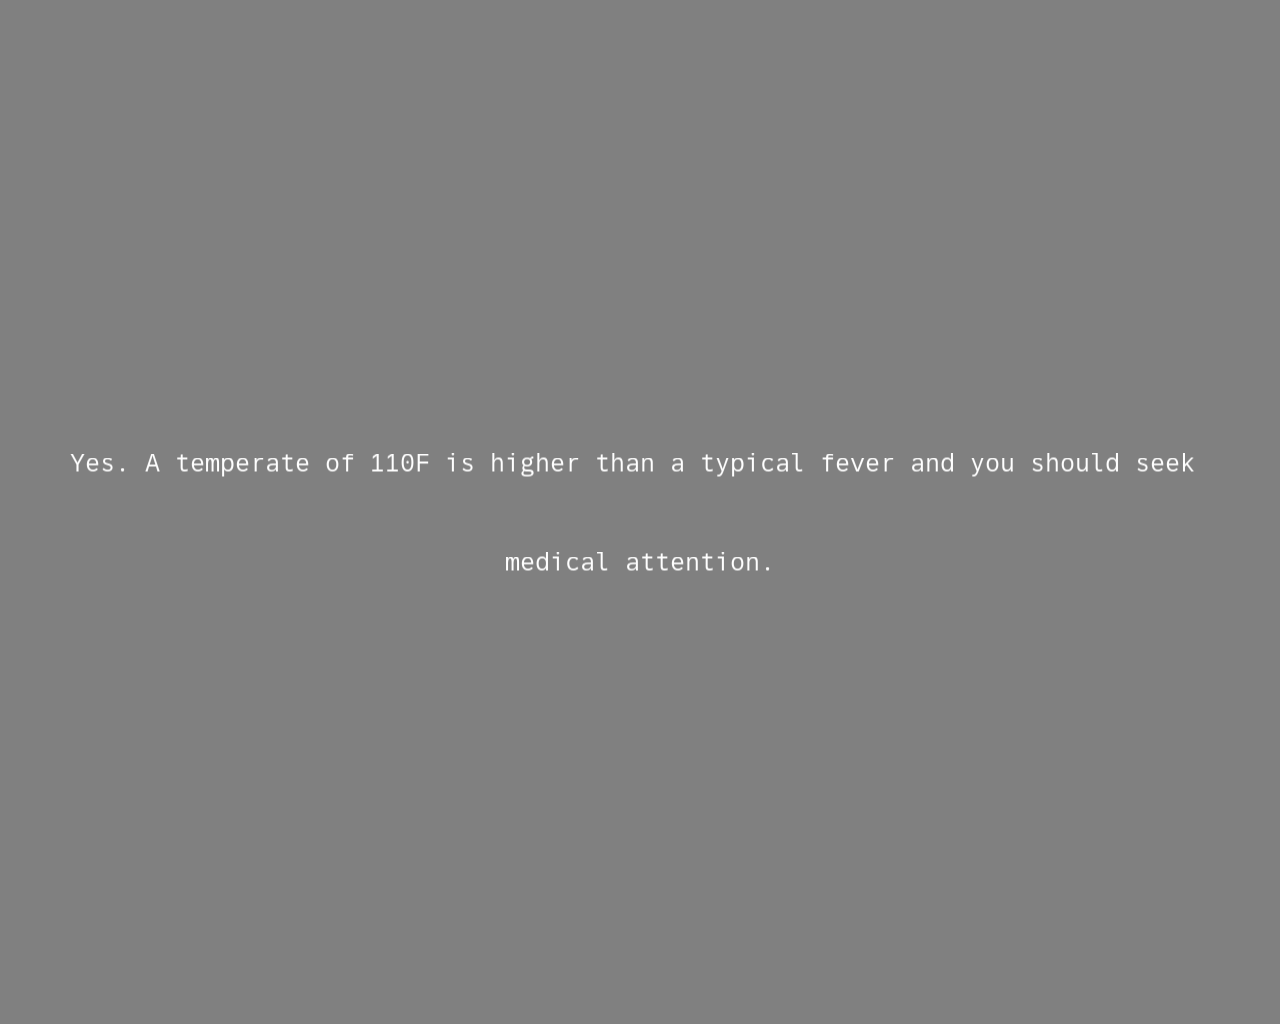 Yes. A temperate of 110F is higher than a typical fever and you should seek
medical attention.